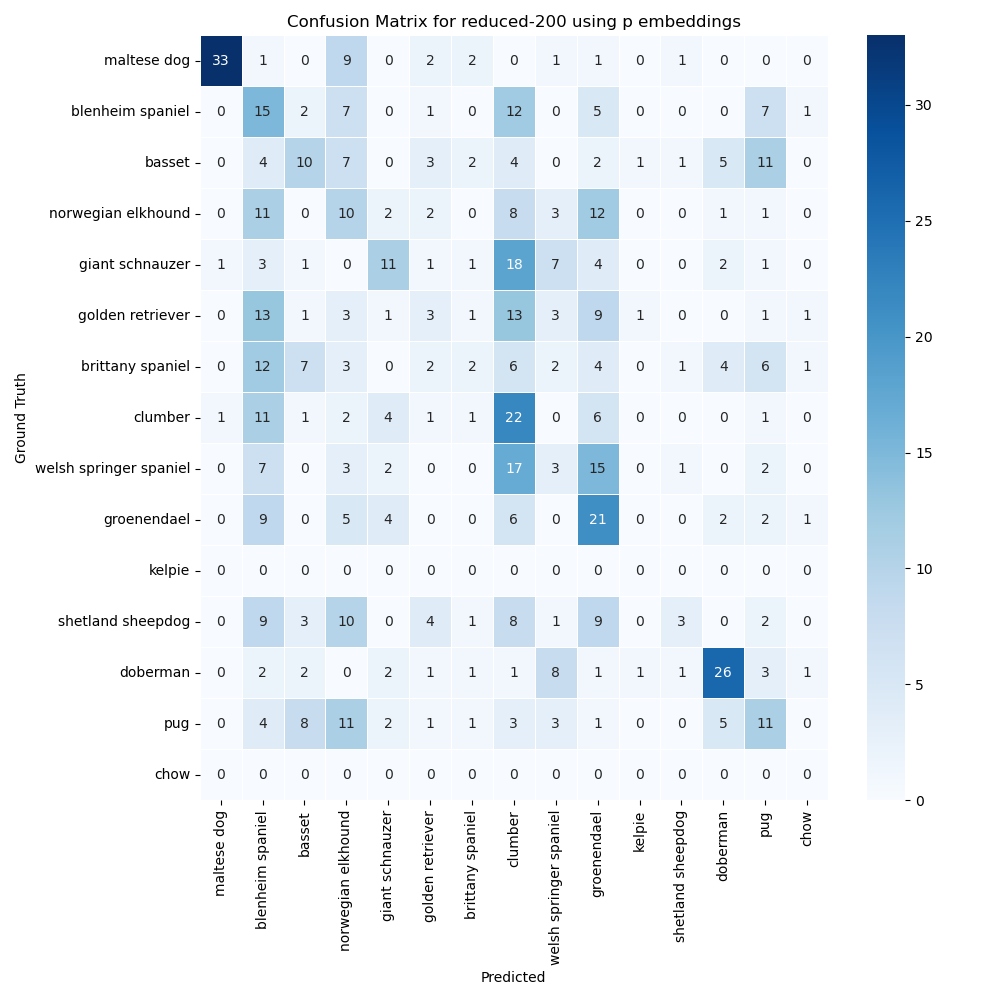 Confusion Matrix for reduced-200 using p embeddings
Ground Truth
maltese dog 33 1 0 9 0 2 2 0 1 1 0 1 0 0 0
blenheim spaniel 0 15 2 7 0 1 0 12 0 5 0 0 0 7 1
basset 0 4 10 7 0 3 2 4 0 2 1 1 5 11 0
norwegian elkhound 0 11 0 10 2 2 0 8 3 12 0 0 1 1 0
giant schnauzer 1 3 1 0 11 1 1 18 7 4 0 0 2 1 0
golden retriever 0 13 1 3 1 3 1 13 3 9 1 0 0 1 1
brittany spaniel 0 12 7 3 0 2 2 6 2 4 0 1 4 6 1
clumber 1 11 1 2 4 1 1 22 0 6 0 0 0 1 0
welsh springer spaniel 0 7 0 3 2 0 0 17 3 15 0 1 0 2 0
groenendael 0 9 0 5 4 0 0 6 0 21 0 0 2 2 1
kelpie 0 0 0 0 0 0 0 0 0 0 0 0 0 0 0
shetland sheepdog 0 9 3 10 0 4 1 8 1 9 0 3 0 2 0
doberman 0 2 2 0 2 1 1 1 8 1 1 1 26 3 1
pug 0 4 8 11 2 1 1 3 3 1 0 0 5 11 0
chow 0 0 0 0 0 0 0 0 0 0 0 0 0 0 0
maltese dog
blenheim spaniel
basset
norwegian elkhound
giant schnauzer
golden retriever
brittany spaniel
clumber
welsh springer spaniel
groenendael
kelpie
shetland sheepdog
doberman
pug
chow
Predicted
30
25
20
15
10
5
0